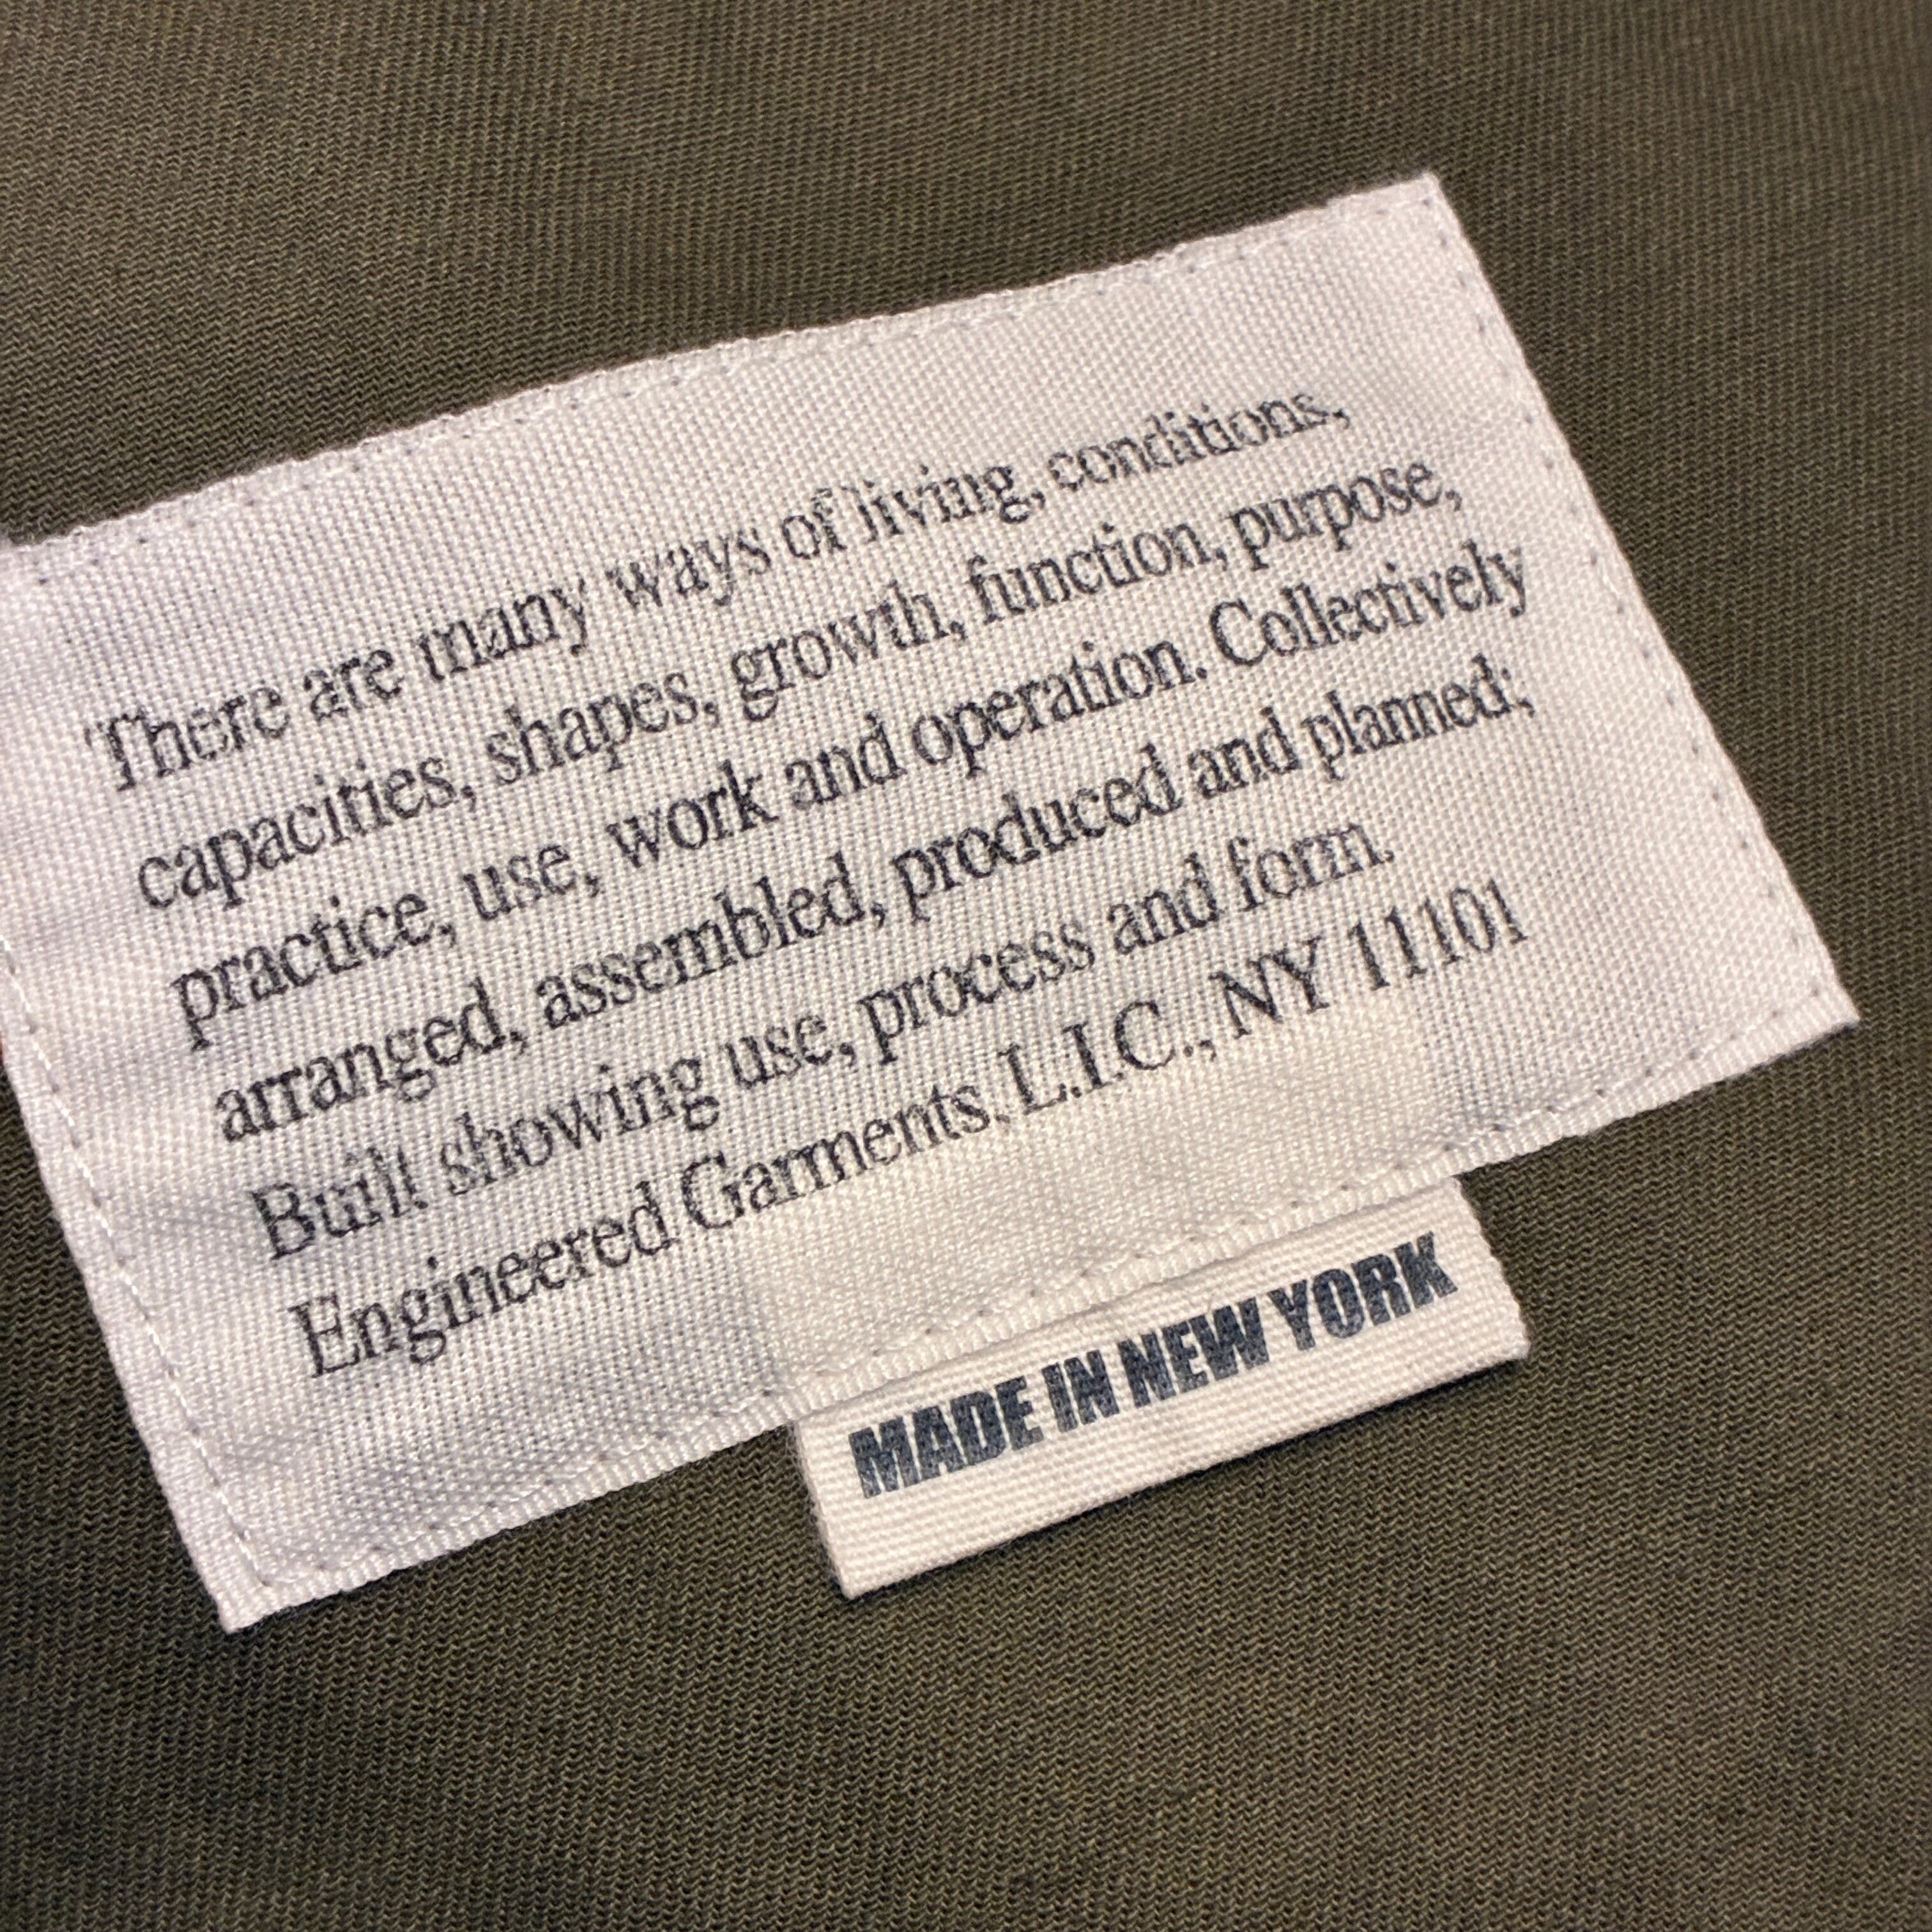 There are many ways of living, conditions,
capacities, shapes, growth, function, purpose,
practice, use, work and operation. Collectively
arranged, assembled, produced and planned;
Built showing use, process and form.
Engineered Garments, L.I.C., NY 11101
MADE IN NEW YORK